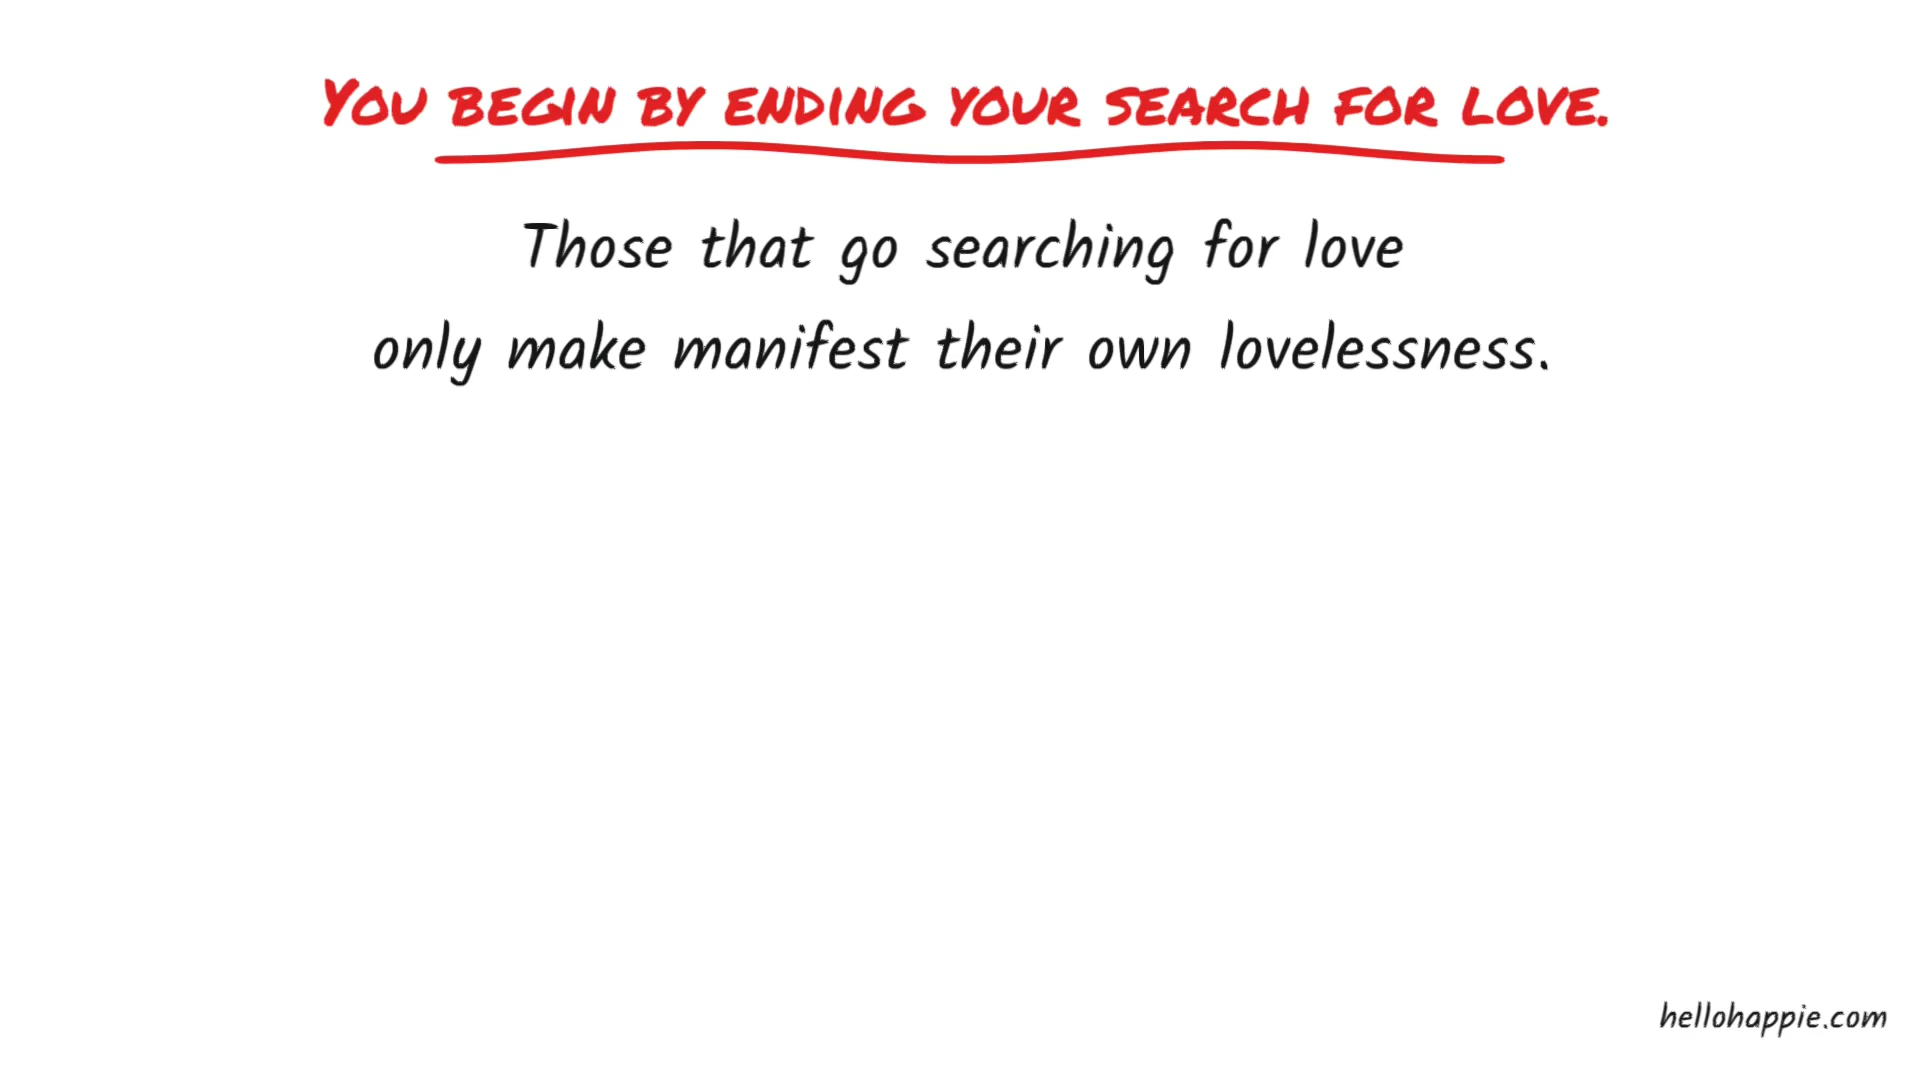 You begin by ending your search for love.
Those that go searching for love
only make manifest their own lovelessness.
hellohappie.com